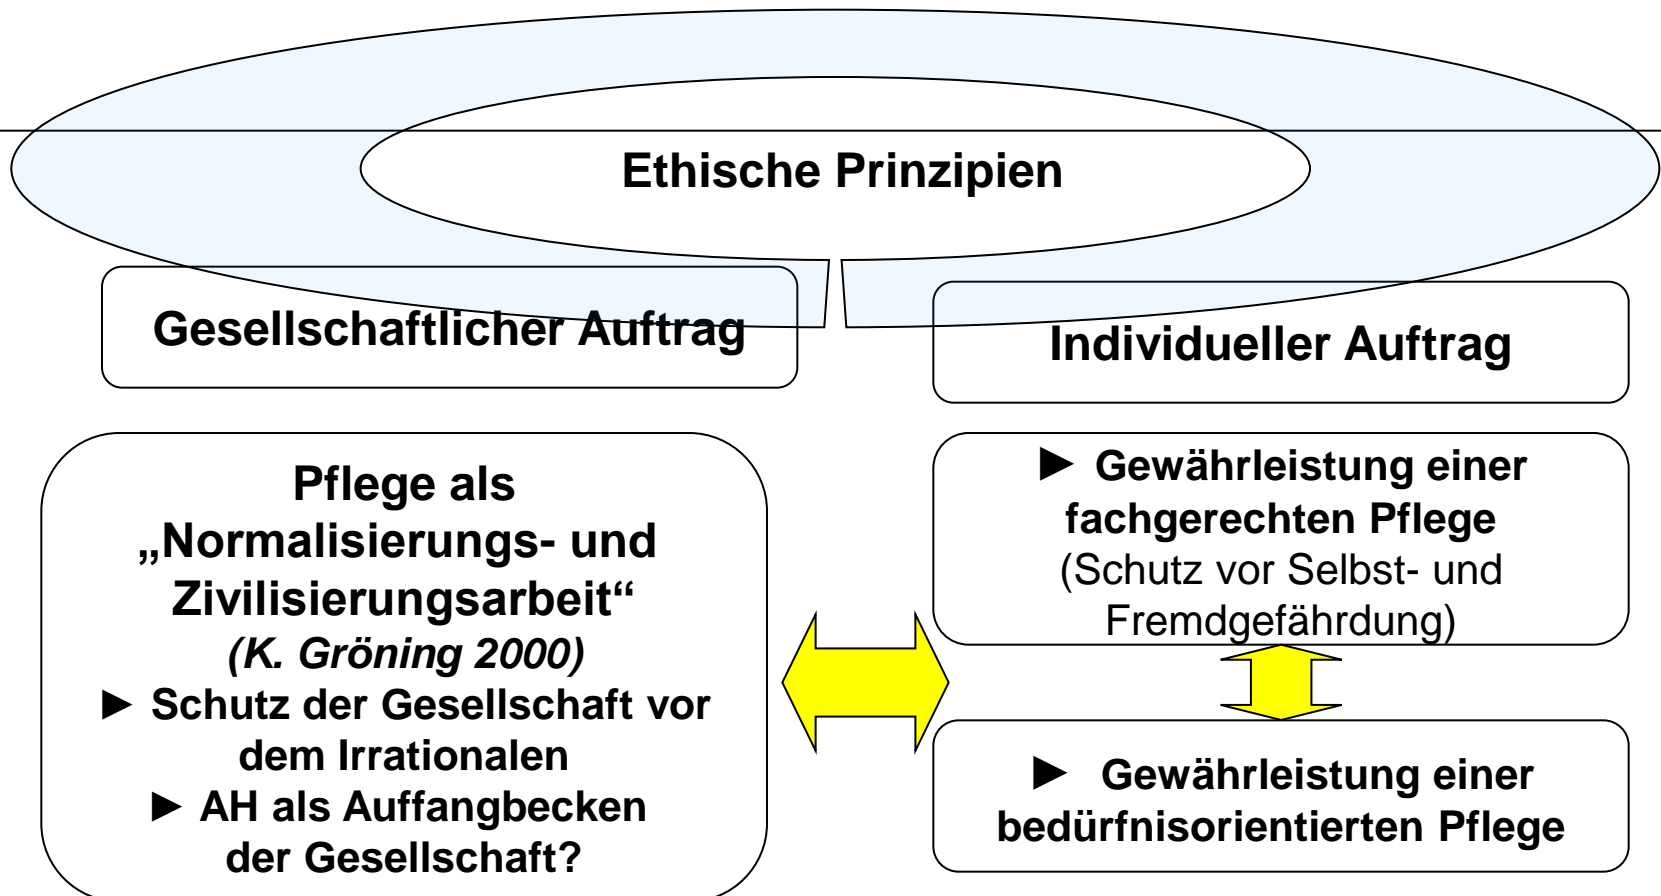 Ethische Prinzipien
Gesellschaftlicher Auftrag
Pflege als
„Normalisierungs- und
Zivilisierungsarbeit“
(K. Gröning 2000)
► Schutz der Gesellschaft vor
dem Irrationalen
► AH als Auffangbecken
der Gesellschaft?
Individueller Auftrag
► Gewährleistung einer
fachgerechten Pflege
(Schutz vor Selbst- und
Fremdgefährdung)
► Gewährleistung einer
bedürfnisorientierten Pflege